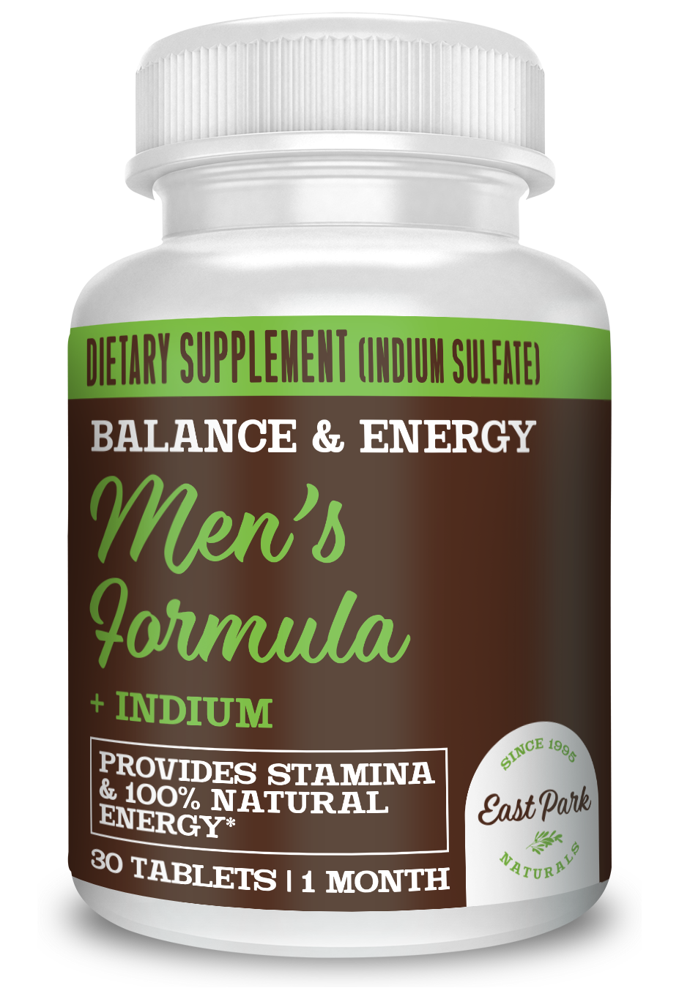 DIETARY SUPPLEMENT (INDIUM SULFATE)
BALANCE & ENERGY
Men's
Formula
+ INDIUM
PROVIDES STAMINA
& 100% NATURAL
ENERGY*
30 TABLETS | 1 MONTH
SINCE 1995
East Park
NATURALS